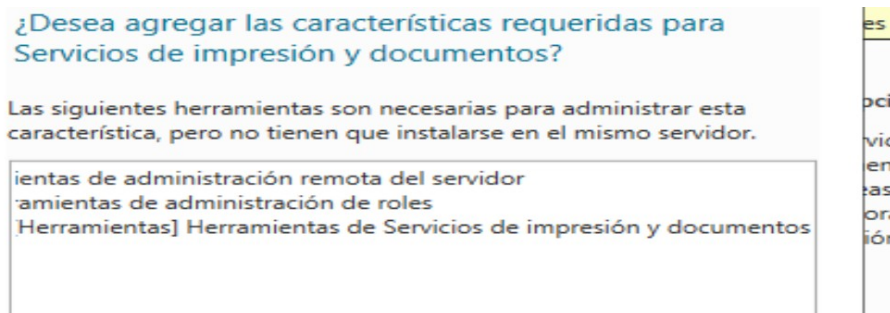 ¿Desea agregar las características requeridas para
Servicios de impresión y documentos?
Las siguientes herramientas son necesarias para administrar esta
característica, pero no tienen que instalarse en el mismo servidor.
ientas de administración remota del servidor
amientas de administración de roles
[Herramientas] Herramientas de Servicios de impresión y documentos
es